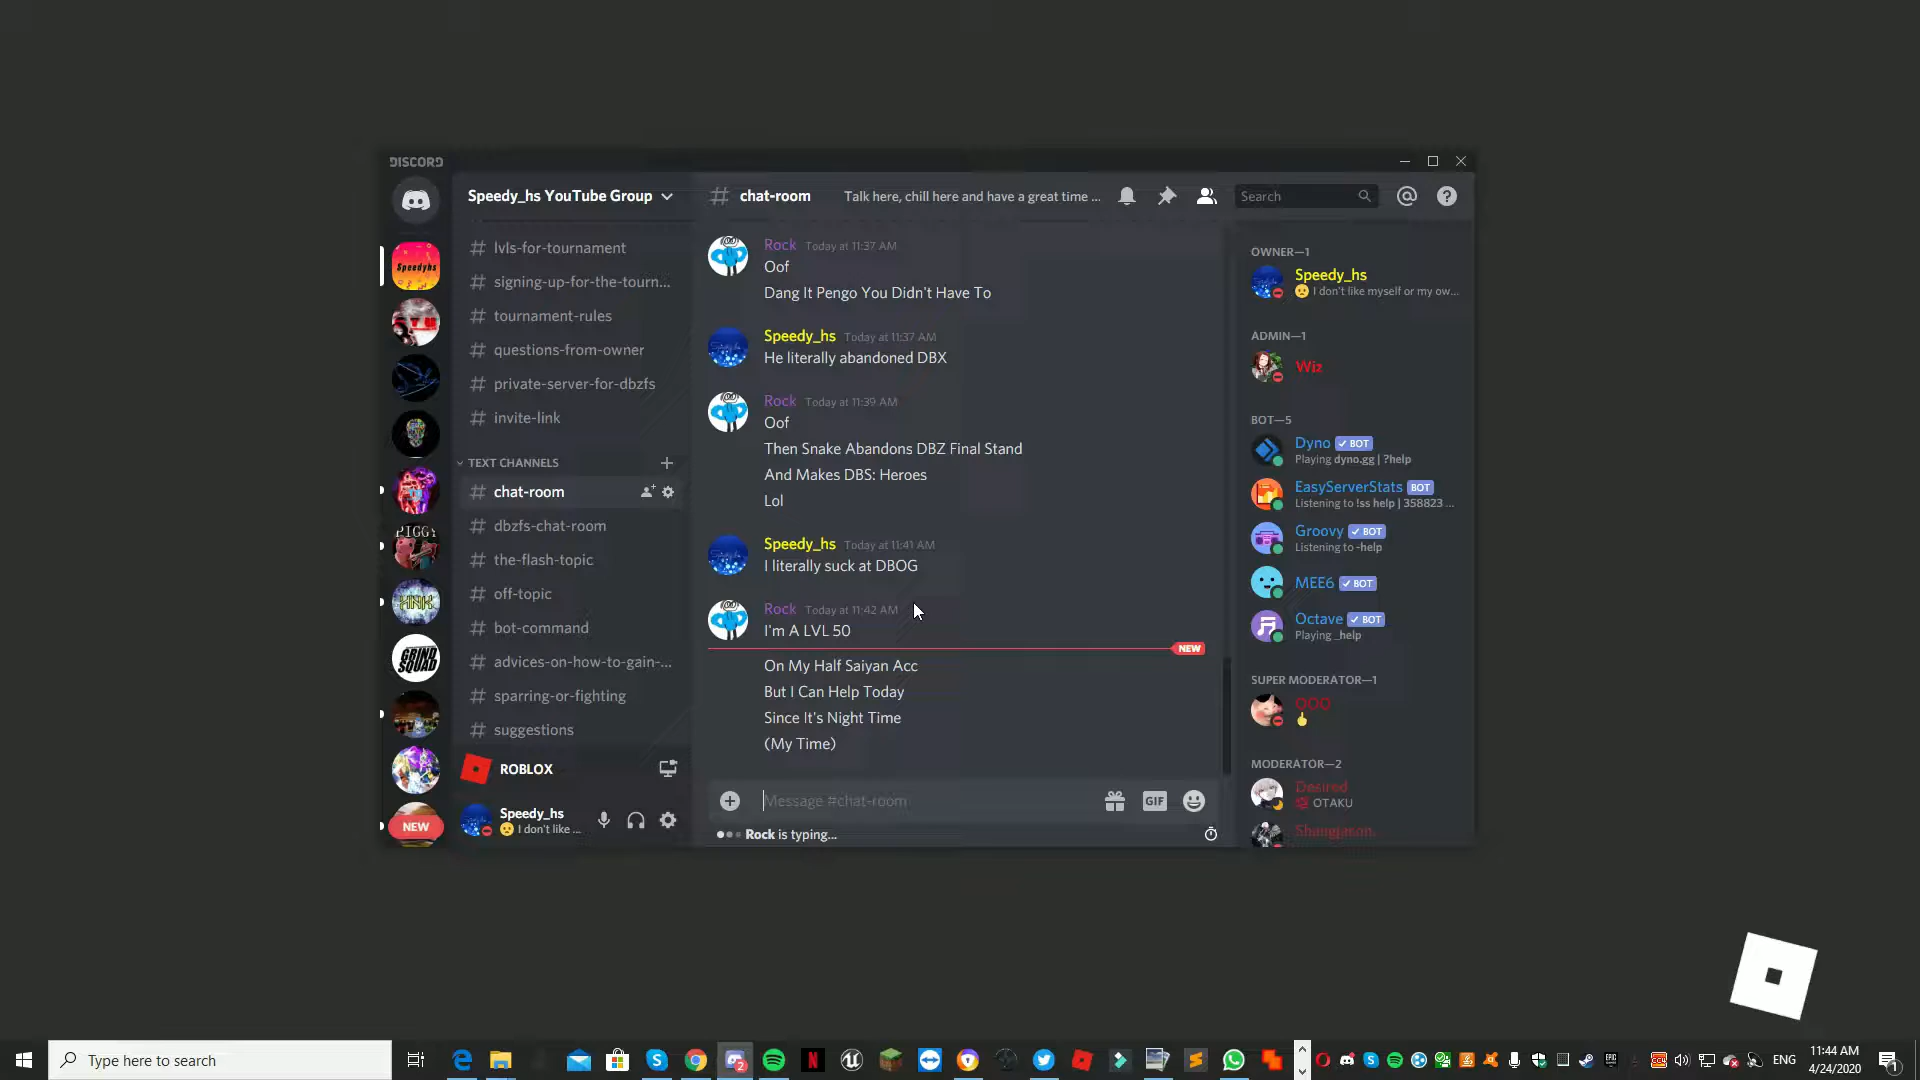 DISCORD
Speedy_hs YouTube Group
# chat-room
Talk here, chill here and have a great time ...
Search
Speedyhs
# lvls-for-tournament
# signing-up-for-the-tourn...
# tournament-rules
# questions-from-owner
# private-server-for-dbzfs
# invite-link
TEXT CHANNELS
# chat-room
# dbzfs-chat-room
# the-flash-topic
# off-topic
# bot-command
# advices-on-how-to-gain-...
# sparring-or-fighting
# suggestions
PIGGY
GRIND SQUAD
NEW
ROBLOX
Speedy_hs
I don't like ...
Rock Today at 11:37 AM
Oof
Dang It Pengo You Didn't Have To
Speedy_hs Today at 11:37 AM
He literally abandoned DBX
Rock Today at 11:39 AM
Oof
Then Snake Abandons DBZ Final Stand
And Makes DBS: Heroes
Lol
Speedy_hs Today at 11:41 AM
I literally suck at DBOG
Rock Today at 11:42 AM
I'm A LVL 50
NEW
On My Half Saiyan Acc
But I Can Help Today
Since It's Night Time
(My Time)
Message #chat-room
GIF
Rock is typing...
OWNER—1
Speedy_hs
I don't like myself or my ow...
ADMIN—1
Wiz
BOT—5
Dyno BOT
Playing dyno.gg | ?help
EasyServerStats BOT
Listening to !ss help | 358823 ...
Groovy BOT
Listening to -help
MEE6 BOT
Octave BOT
Playing _help
SUPER MODERATOR—1
OOO
MODERATOR—2
Desired
OTAKU
Type here to search
2
ENG
11:44 AM
4/24/2020
1